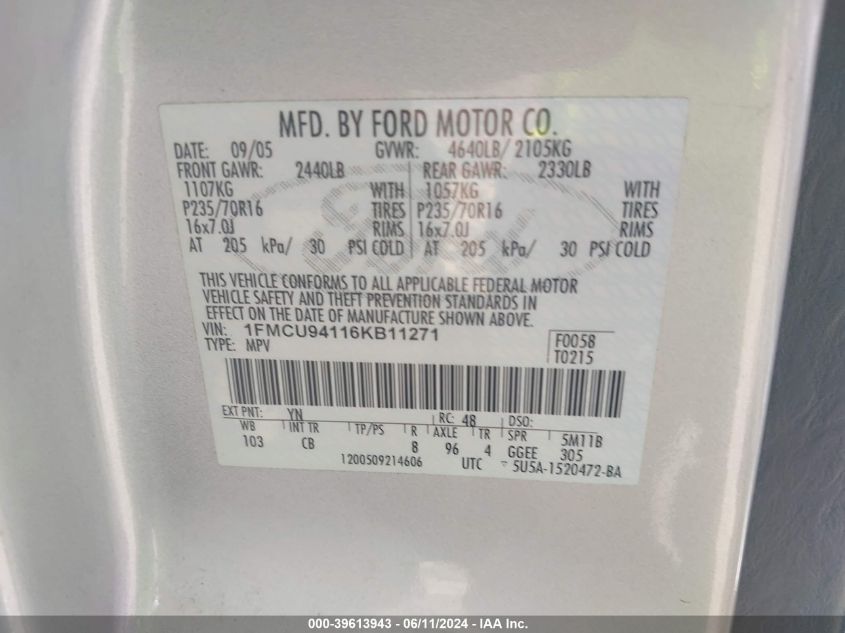 MFD. BY FORD MOTOR CO.
DATE: 09/05 GVWR: 4640LB/ 2105KG
FRONT GAWR: 2440LB REAR GAWR: 2330LB
1107KG WITH 1057KG WITH
P235/70R16 TIRES P235/70R16 TIRES
16x7.0J RIMS 16x7.0J RIMS
AT 205 kPa/ 30 PSI COLD AT 205 kPa/ 30 PSI COLD
THIS VEHICLE CONFORMS TO ALL APPLICABLE FEDERAL MOTOR
VEHICLE SAFETY AND THEFT PREVENTION STANDARDS IN
EFFECT ON THE DATE OF MANUFACTURE SHOWN ABOVE.
VIN: 1FMCU94116KB11271 F0058
TYPE: MPV T0215
EXT PNT: YN RC: 48 DSO:
WB INT TR TP/PS R AXLE TR SPR 5M11B
103 CB 8 96 4 GGEE 305
1200509214606 UTC 5U5A-1520472-BA
000-39613943 - 06/11/2024 - IAAI Inc.